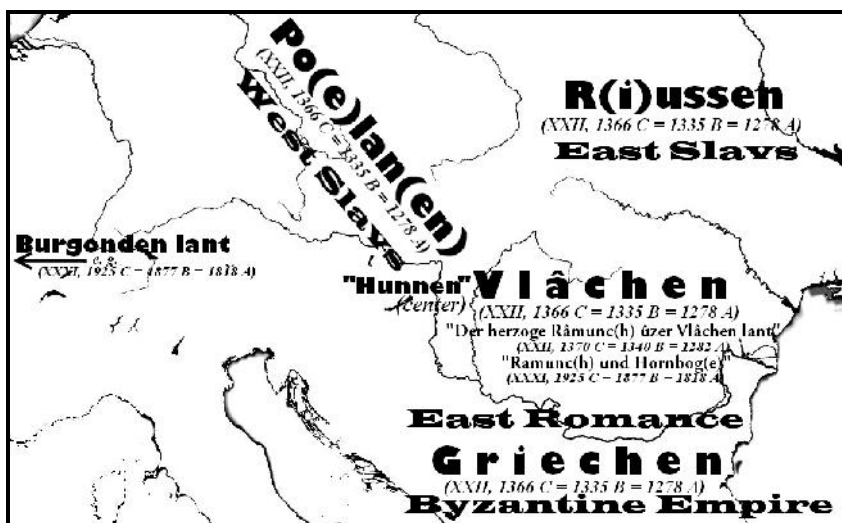 Po(e)lan(en)
(XXII, 1366 C = 1335 B = 1278 A)
West Slavs
R(i)ussen
(XXII, 1366 C = 1335 B = 1278 A)
East Slavs
Burgonden lant
(XXXI, 1925 C = 1877 B = 1818 A)
"Hunnen"
(center)
Vlâchen
(XXII, 1366 C = 1335 B = 1278 A)
"Der herzoge Râmunc(h) ûzer Vlâchen lant"
(XXII, 1370 C = 1340 B = 1282 A)
"Ramunc(h) und Hornbog(e)"
(XXXI, 1925 C = 1877 B = 1818 A)
East Romance
Griechen
(XXII, 1366 C = 1335 B = 1278 A)
Byzantine Empire